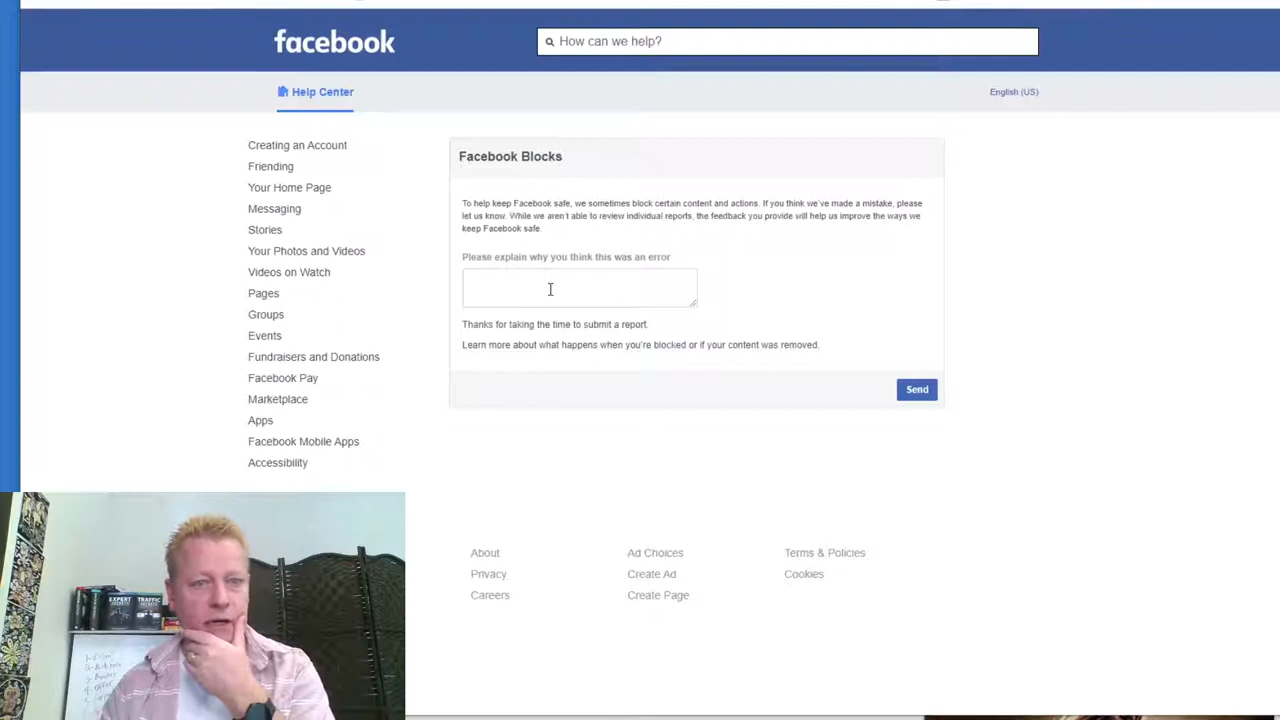 facebook
How can we help?
Help Center
English (US)
Creating an Account
Friending
Your Home Page
Messaging
Stories
Your Photos and Videos
Videos on Watch
Pages
Groups
Events
Fundraisers and Donations
Facebook Pay
Marketplace
Apps
Facebook Mobile Apps
Accessibility
Facebook Blocks
To help keep Facebook safe, we sometimes block certain content and actions. If you think we've made a mistake, please
let us know. While we aren't able to review individual reports, the feedback you provide will help us improve the ways we
keep Facebook safe.
Please explain why you think this was an error
Thanks for taking the time to submit a report.
Learn more about what happens when you're blocked or if your content was removed.
Send
About
Privacy
Careers
Ad Choices
Create Ad
Create Page
Terms & Policies
Cookies
EXPERT
SECRETS
TRAFFIC
SECRETS